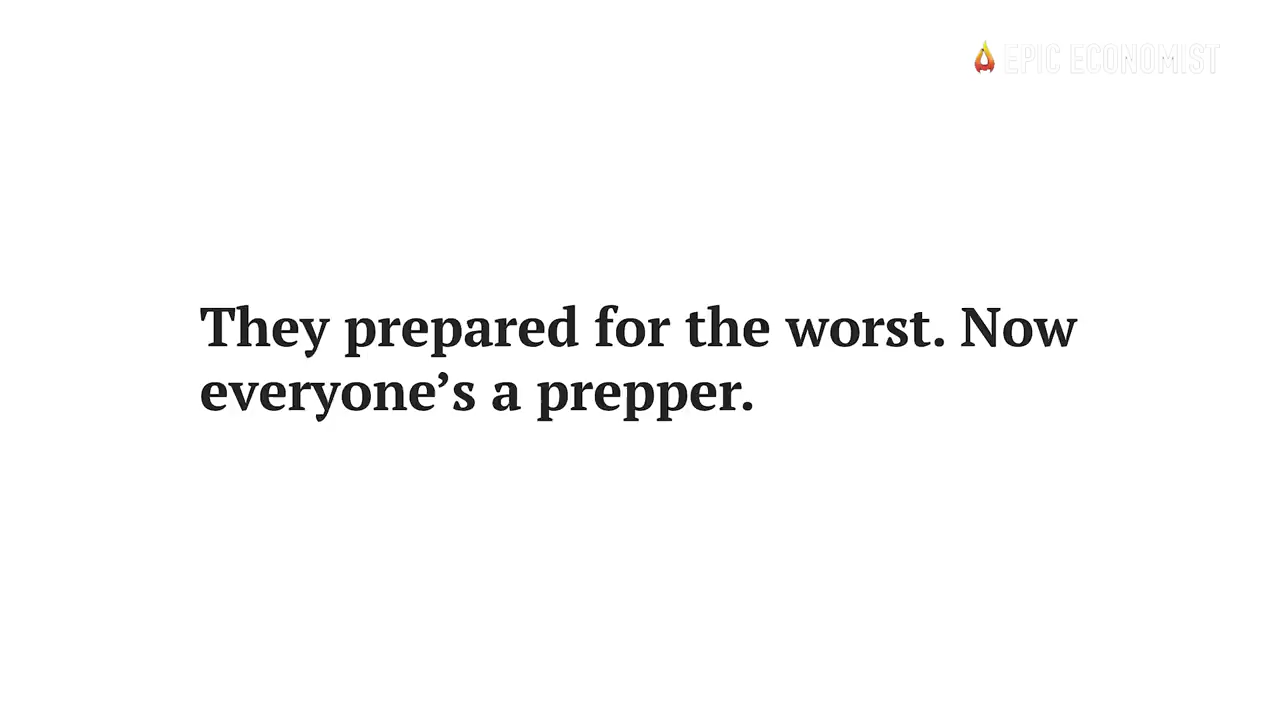 EPIC ECONOMIST
They prepared for the worst. Now
everyone’s a prepper.